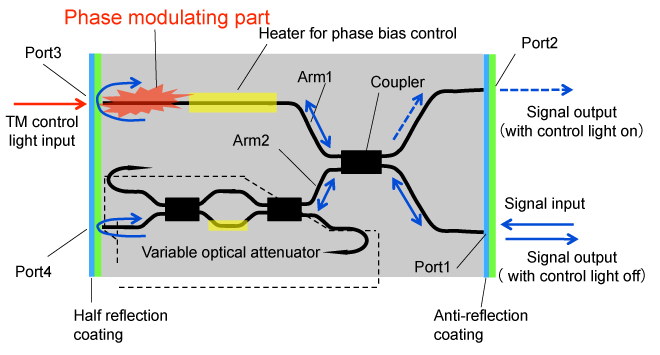 Phase modulating part
Heater for phase bias control
Port3
Port2
Arm1
Coupler
TM control
light input
Signal output
(with control light on)
Arm2
Signal input
Variable optical attenuator
Signal output
( with control light off)
Port4
Port1
Half reflection
coating
Anti-reflection
coating